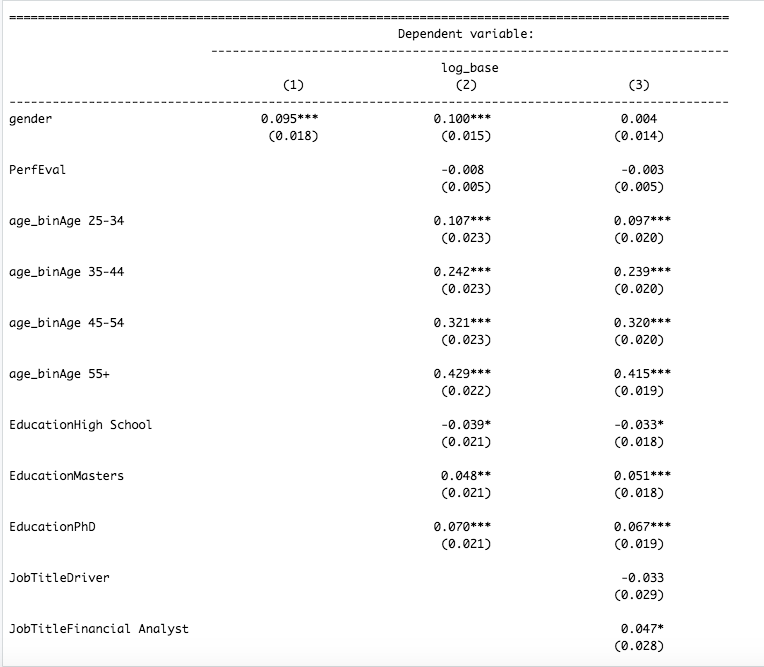 ====================================================================================================
Dependent variable:
------------------------------------------------------------------------
log_base
(1) (2) (3)
----------------------------------------------------------------------------------------------------
gender 0.095*** 0.100*** 0.004
(0.018) (0.015) (0.014)
PerfEval -0.008 -0.003
(0.005) (0.005)
age_binAge 25-34 0.107*** 0.097***
(0.023) (0.020)
age_binAge 35-44 0.242*** 0.239***
(0.023) (0.020)
age_binAge 45-54 0.321*** 0.320***
(0.023) (0.020)
age_binAge 55+ 0.429*** 0.415***
(0.022) (0.019)
EducationHigh School -0.039* -0.033*
(0.021) (0.018)
EducationMasters 0.048** 0.051***
(0.021) (0.018)
EducationPhD 0.070*** 0.067***
(0.021) (0.019)
JobTitleDriver -0.033
(0.029)
JobTitleFinancial Analyst 0.047*
(0.028)